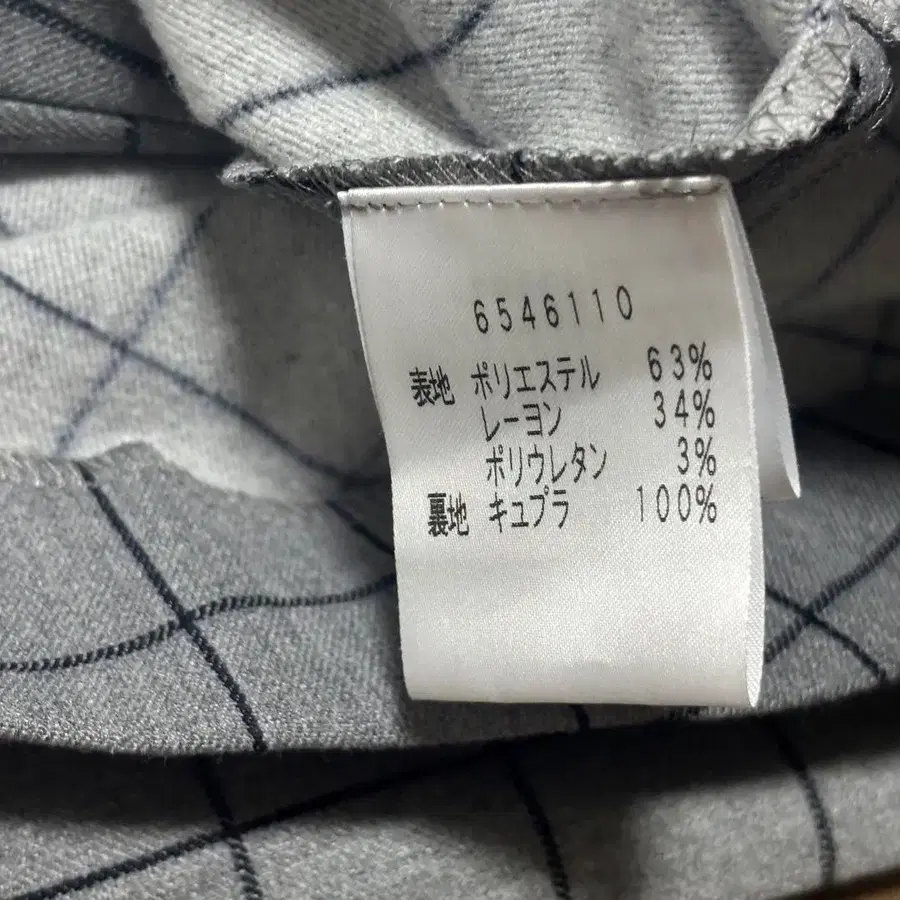 6546110
表地 ポリエステル 63%
レーヨン 34%
ポリウレタン 3%
裏地 キュプラ 100%